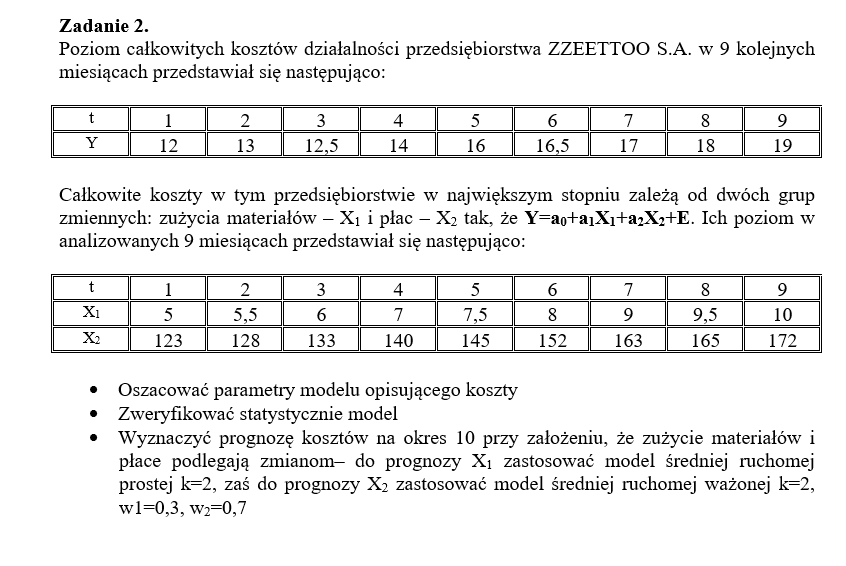 Zadanie 2.
Poziom całkowitych kosztów działalności przedsiębiorstwa ZZEETTOO S.A. w 9 kolejnych
miesiącach przedstawiał się następująco:
t 1 2 3 4 5 6 7 8 9
Y 12 13 12,5 14 16 16,5 17 18 19
Całkowite koszty w tym przedsiębiorstwie w największym stopniu zależą od dwóch grup
zmiennych: zużycia materiałów – X1 i płac – X2 tak, że Y=a0+a1X1+a2X2+E. Ich poziom w
analizowanych 9 miesiącach przedstawiał się następująco:
t 1 2 3 4 5 6 7 8 9
X1 5 5,5 6 7 7,5 8 9 9,5 10
X2 123 128 133 140 145 152 163 165 172
• Oszacować parametry modelu opisującego koszty
• Zweryfikować statystycznie model
• Wyznaczyć prognozę kosztów na okres 10 przy założeniu, że zużycie materiałów i
płace podlegają zmianom– do prognozy X1 zastosować model średniej ruchomej
prostej k=2, zaś do prognozy X2 zastosować model średniej ruchomej ważonej k=2,
w1=0,3, w2=0,7